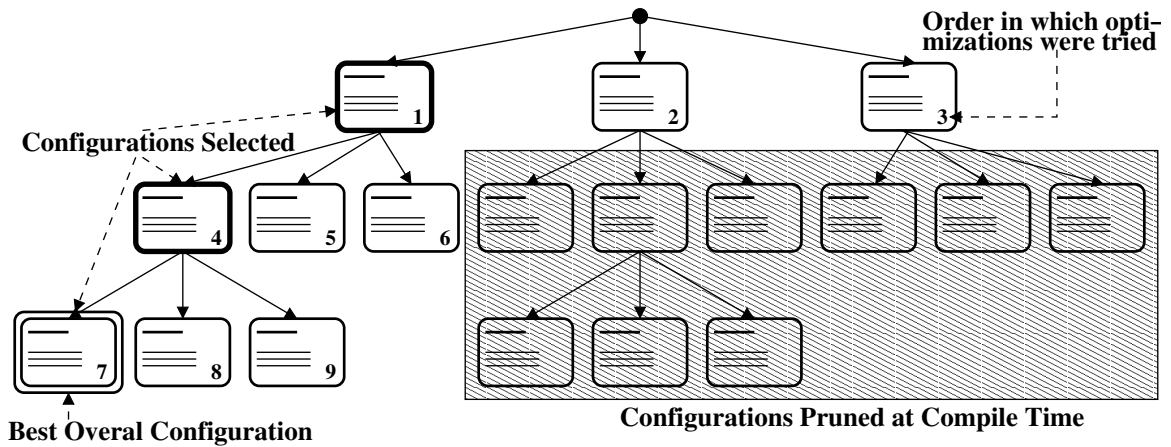 Order in which opti–
mizations were tried
1
2
3
Configurations Selected
4
5
6
7
8
9
Configurations Pruned at Compile Time
Best Overal Configuration